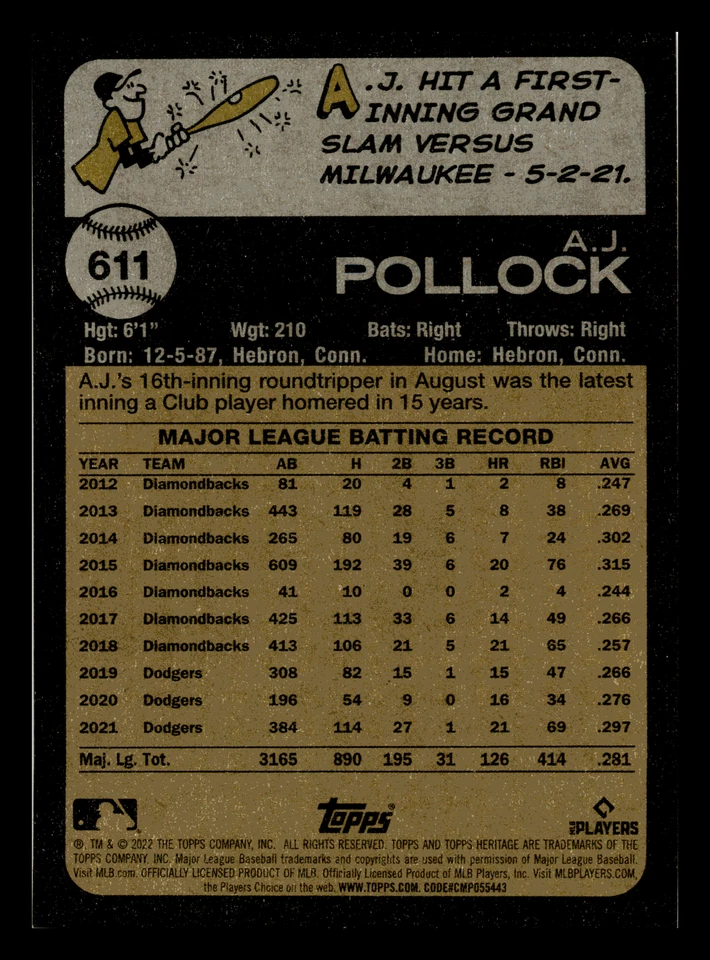 A.J. HIT A FIRST-
INNING GRAND
SLAM VERSUS
MILWAUKEE - 5-2-21.
611
A.J.
POLLOCK
Hgt: 6'1" Wgt: 210 Bats: Right Throws: Right
Born: 12-5-87, Hebron, Conn. Home: Hebron, Conn.
A.J.'s 16th-inning roundtripper in August was the latest
inning a Club player homered in 15 years.
MAJOR LEAGUE BATTING RECORD
YEAR TEAM AB H 2B 3B HR RBI AVG
2012 Diamondbacks 81 20 4 1 2 8 .247
2013 Diamondbacks 443 119 28 5 8 38 .269
2014 Diamondbacks 265 80 19 6 7 24 .302
2015 Diamondbacks 609 192 39 6 20 76 .315
2016 Diamondbacks 41 10 0 0 2 4 .244
2017 Diamondbacks 425 113 33 6 14 49 .266
2018 Diamondbacks 413 106 21 5 21 65 .257
2019 Dodgers 308 82 15 1 15 47 .266
2020 Dodgers 196 54 9 0 16 34 .276
2021 Dodgers 384 114 27 1 21 69 .297
Maj. Lg. Tot. 3165 890 195 31 126 414 .281
Topps® MLB PLAYERS
®, TM & © 2022 THE TOPPS COMPANY, INC. ALL RIGHTS RESERVED. TOPPS AND TOPPS HERITAGE ARE TRADEMARKS OF THE
TOPPS COMPANY, INC. Major League Baseball trademarks and copyrights are used with permission of Major League Baseball.
Visit MLB.com. OFFICIALLY LICENSED PRODUCT OF MLB. Officially Licensed Product of MLB Players, Inc. Visit MLBPLAYERS.COM,
the Players Choice on the web. WWW.TOPPS.COM. CODE#CMP055443